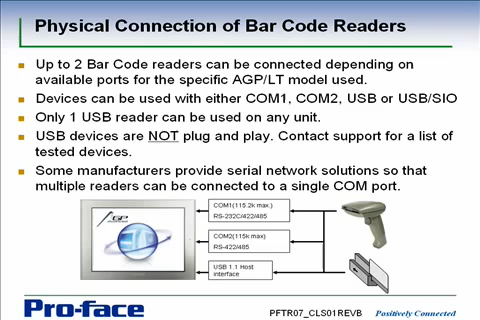 Physical Connection of Bar Code Readers
Up to 2 Bar Code readers can be connected depending on
available ports for the specific AGP/LT model used.
Devices can be used with either COM1, COM2, USB or USB/SIO
Only 1 USB reader can be used on any unit.
USB devices are NOT plug and play. Contact support for a list of
tested devices.
Some manufacturers provide serial network solutions so that
multiple readers can be connected to a single COM port.
COM1(115.2k max.)
RS-232C/422/485
AGP
COM2(115k max)
RS-422/485
USB 1.1 Host
interface
Pro-face
PFTR07_CLS01REVB
Positively Connected